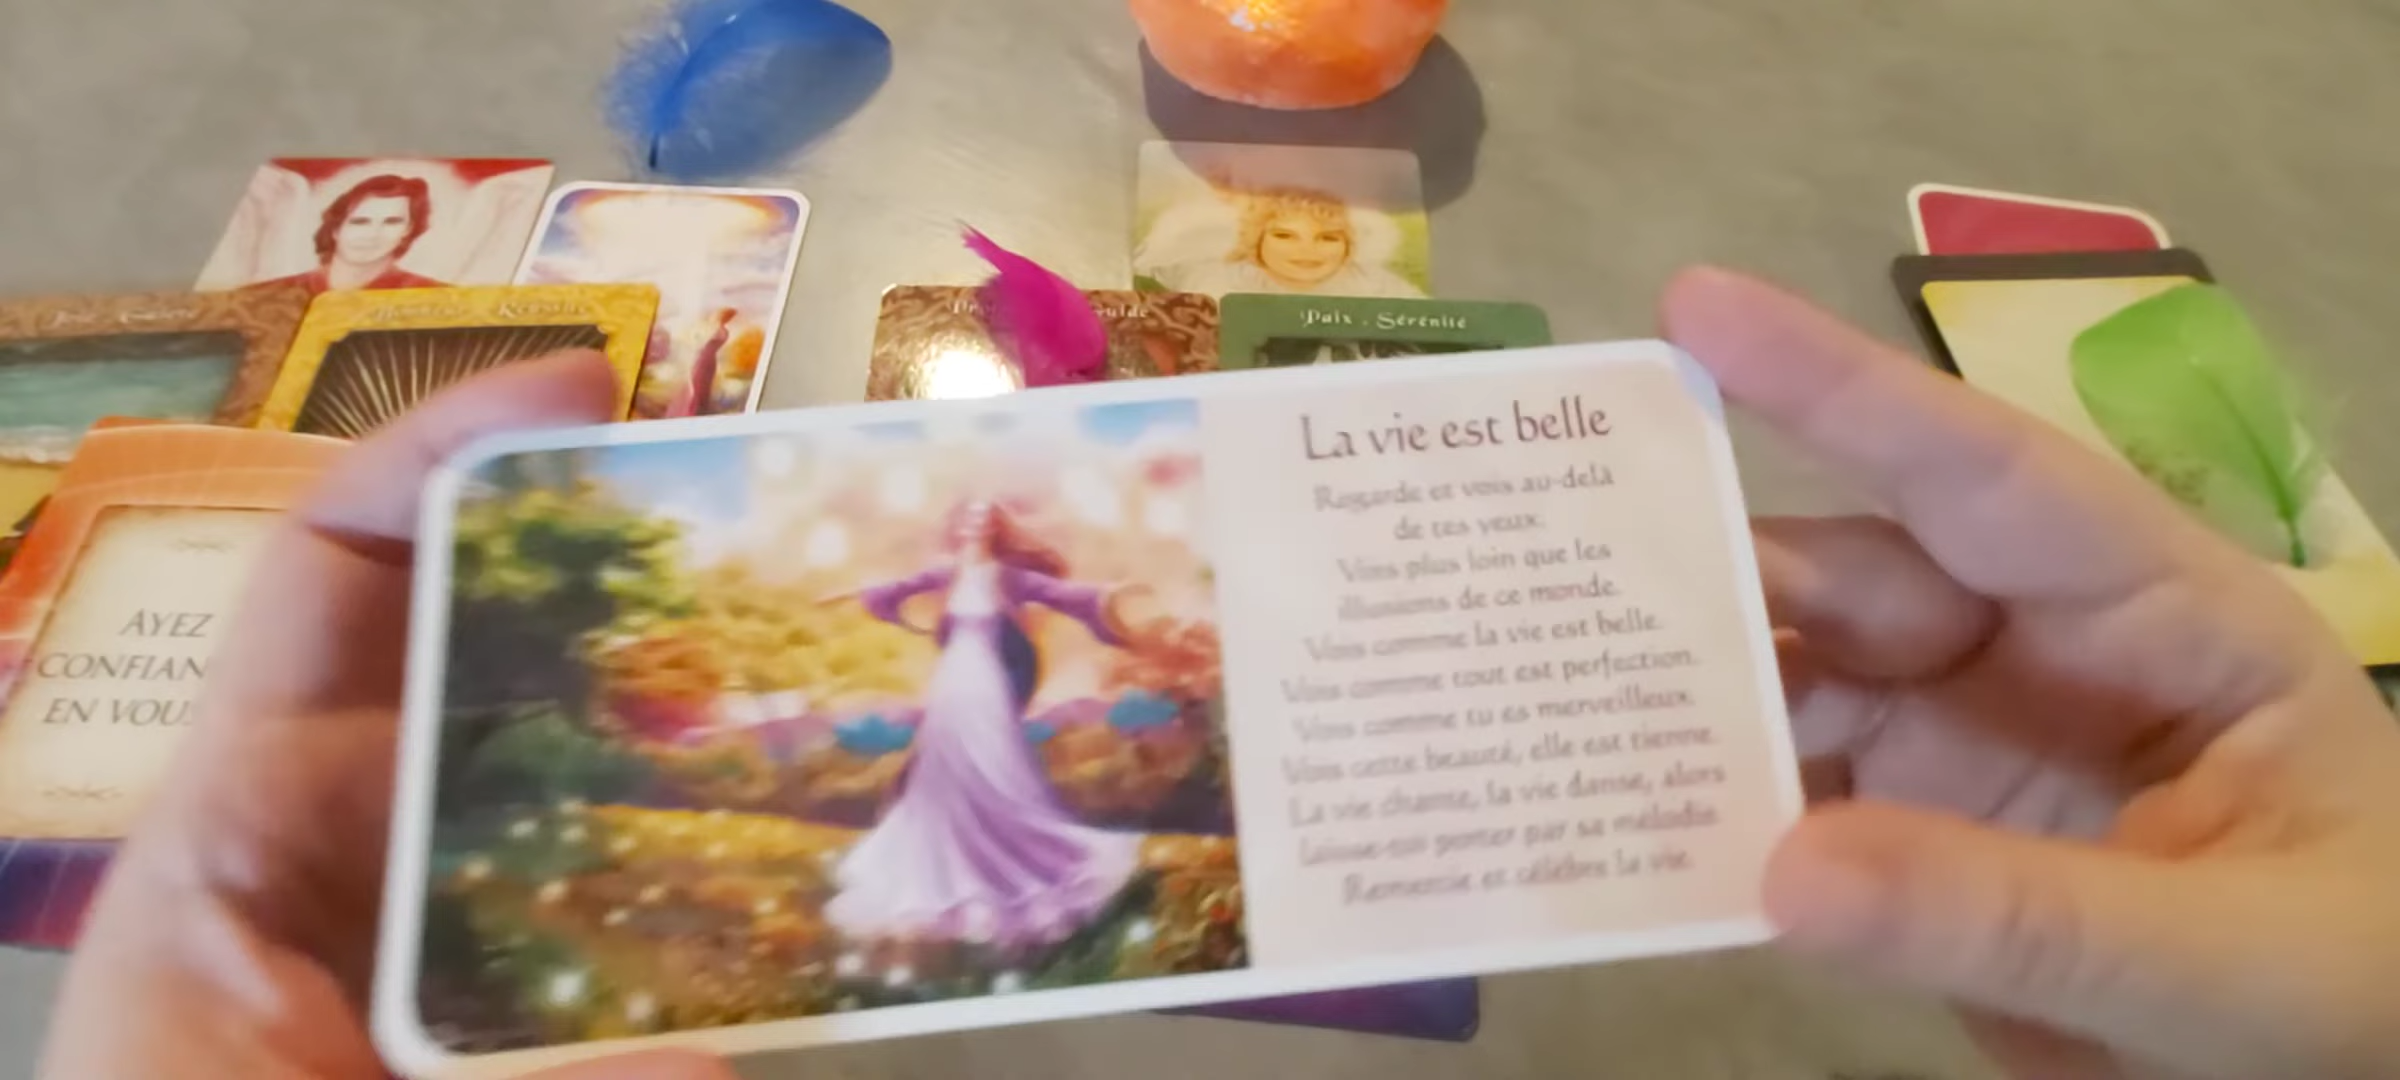 Bonheur . Réussite
Paix . Sérénité
AYEZ
CONFIAN
EN VOUS
La vie est belle
Regarde et vois au-delà
de tes yeux.
Vois plus loin que les
illusions de ce monde.
Vois comme la vie est belle.
Vois comme tout est perfection.
Vois comme tu es merveilleux.
Vois cette beauté, elle est tienne.
La vie chante, la vie danse, alors
laisse-toi porter par sa mélodie.
Remercie et célèbre la vie.